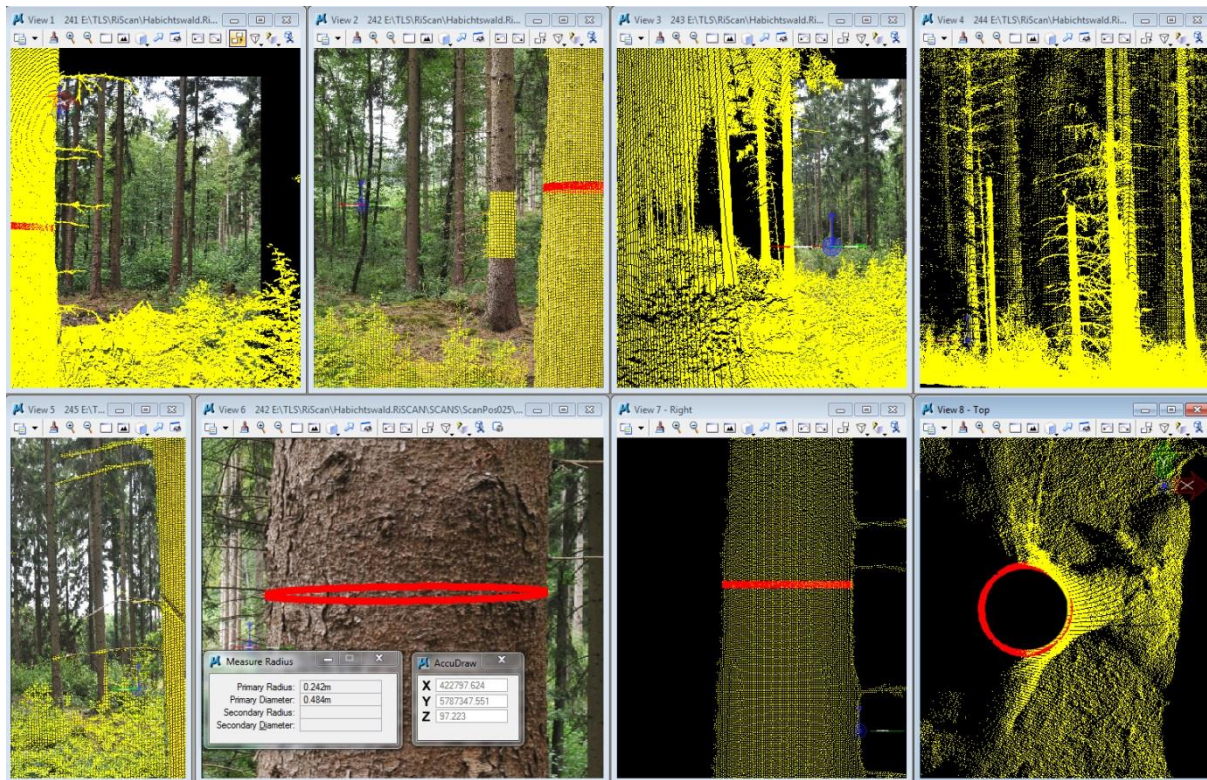 View 1 241 E:\TLS\RiScan\Habichtswald.Ri...
View 2 242 E:\TLS\RiScan\Habichtswald.Ri...
View 3 243 E:\TLS\RiScan\Habichtswald.Ri...
View 4 244 E:\TLS\RiScan\Habichtswald.Ri...
View 5 245 E:\T...
View 6 242 E:\TLS\RiScan\Habichtswald.RiSCAN\SCANS\ScanPos025\...
View 7 - Right
View 8 - Top
X
Measure Radius
Primary Radius: 0.242m
Primary Diameter: 0.484m
Secondary Radius:
Secondary Diameter:
AccuDraw
X 422797.624
Y 5787347.551
Z 97.223